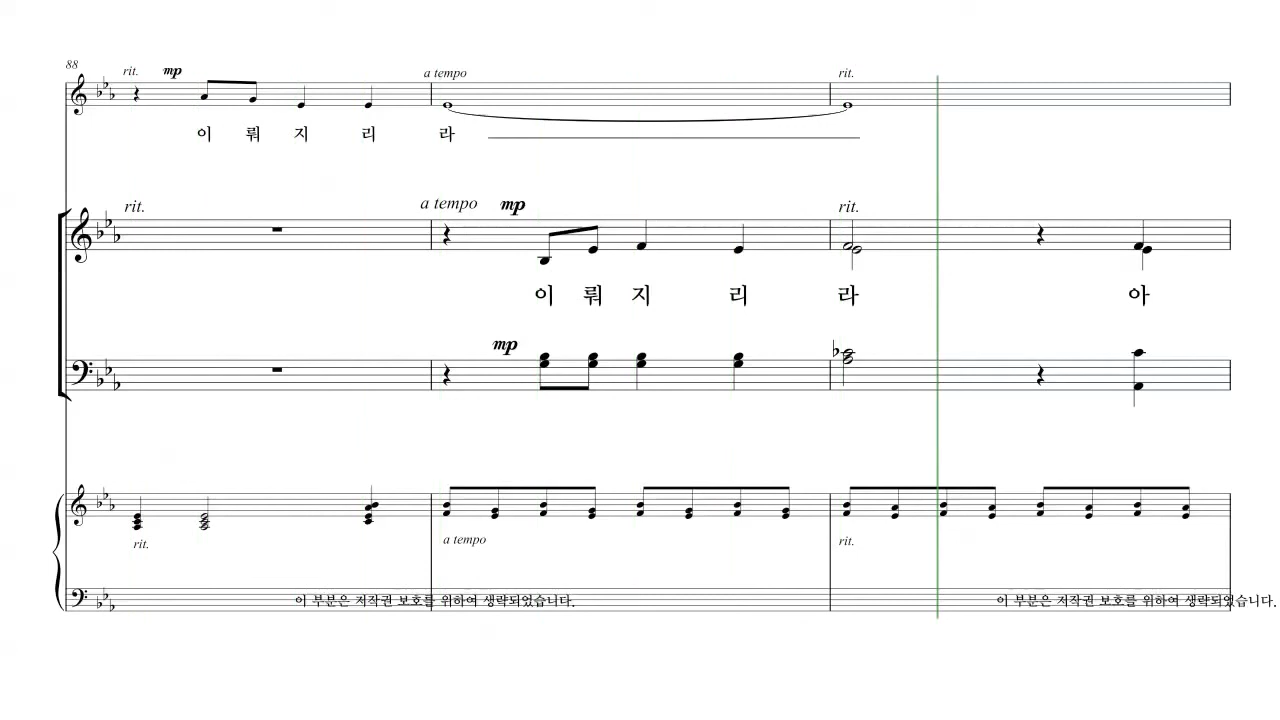 88
rit. mp a tempo rit.
이 뤄 지 리 라
rit. a tempo mp rit.
이 뤄 지 리 라 아
mp
rit. a tempo rit.
이 부분은 저작권 보호를 위하여 생략되었습니다. 이 부분은 저작권 보호를 위하여 생략되었습니다.